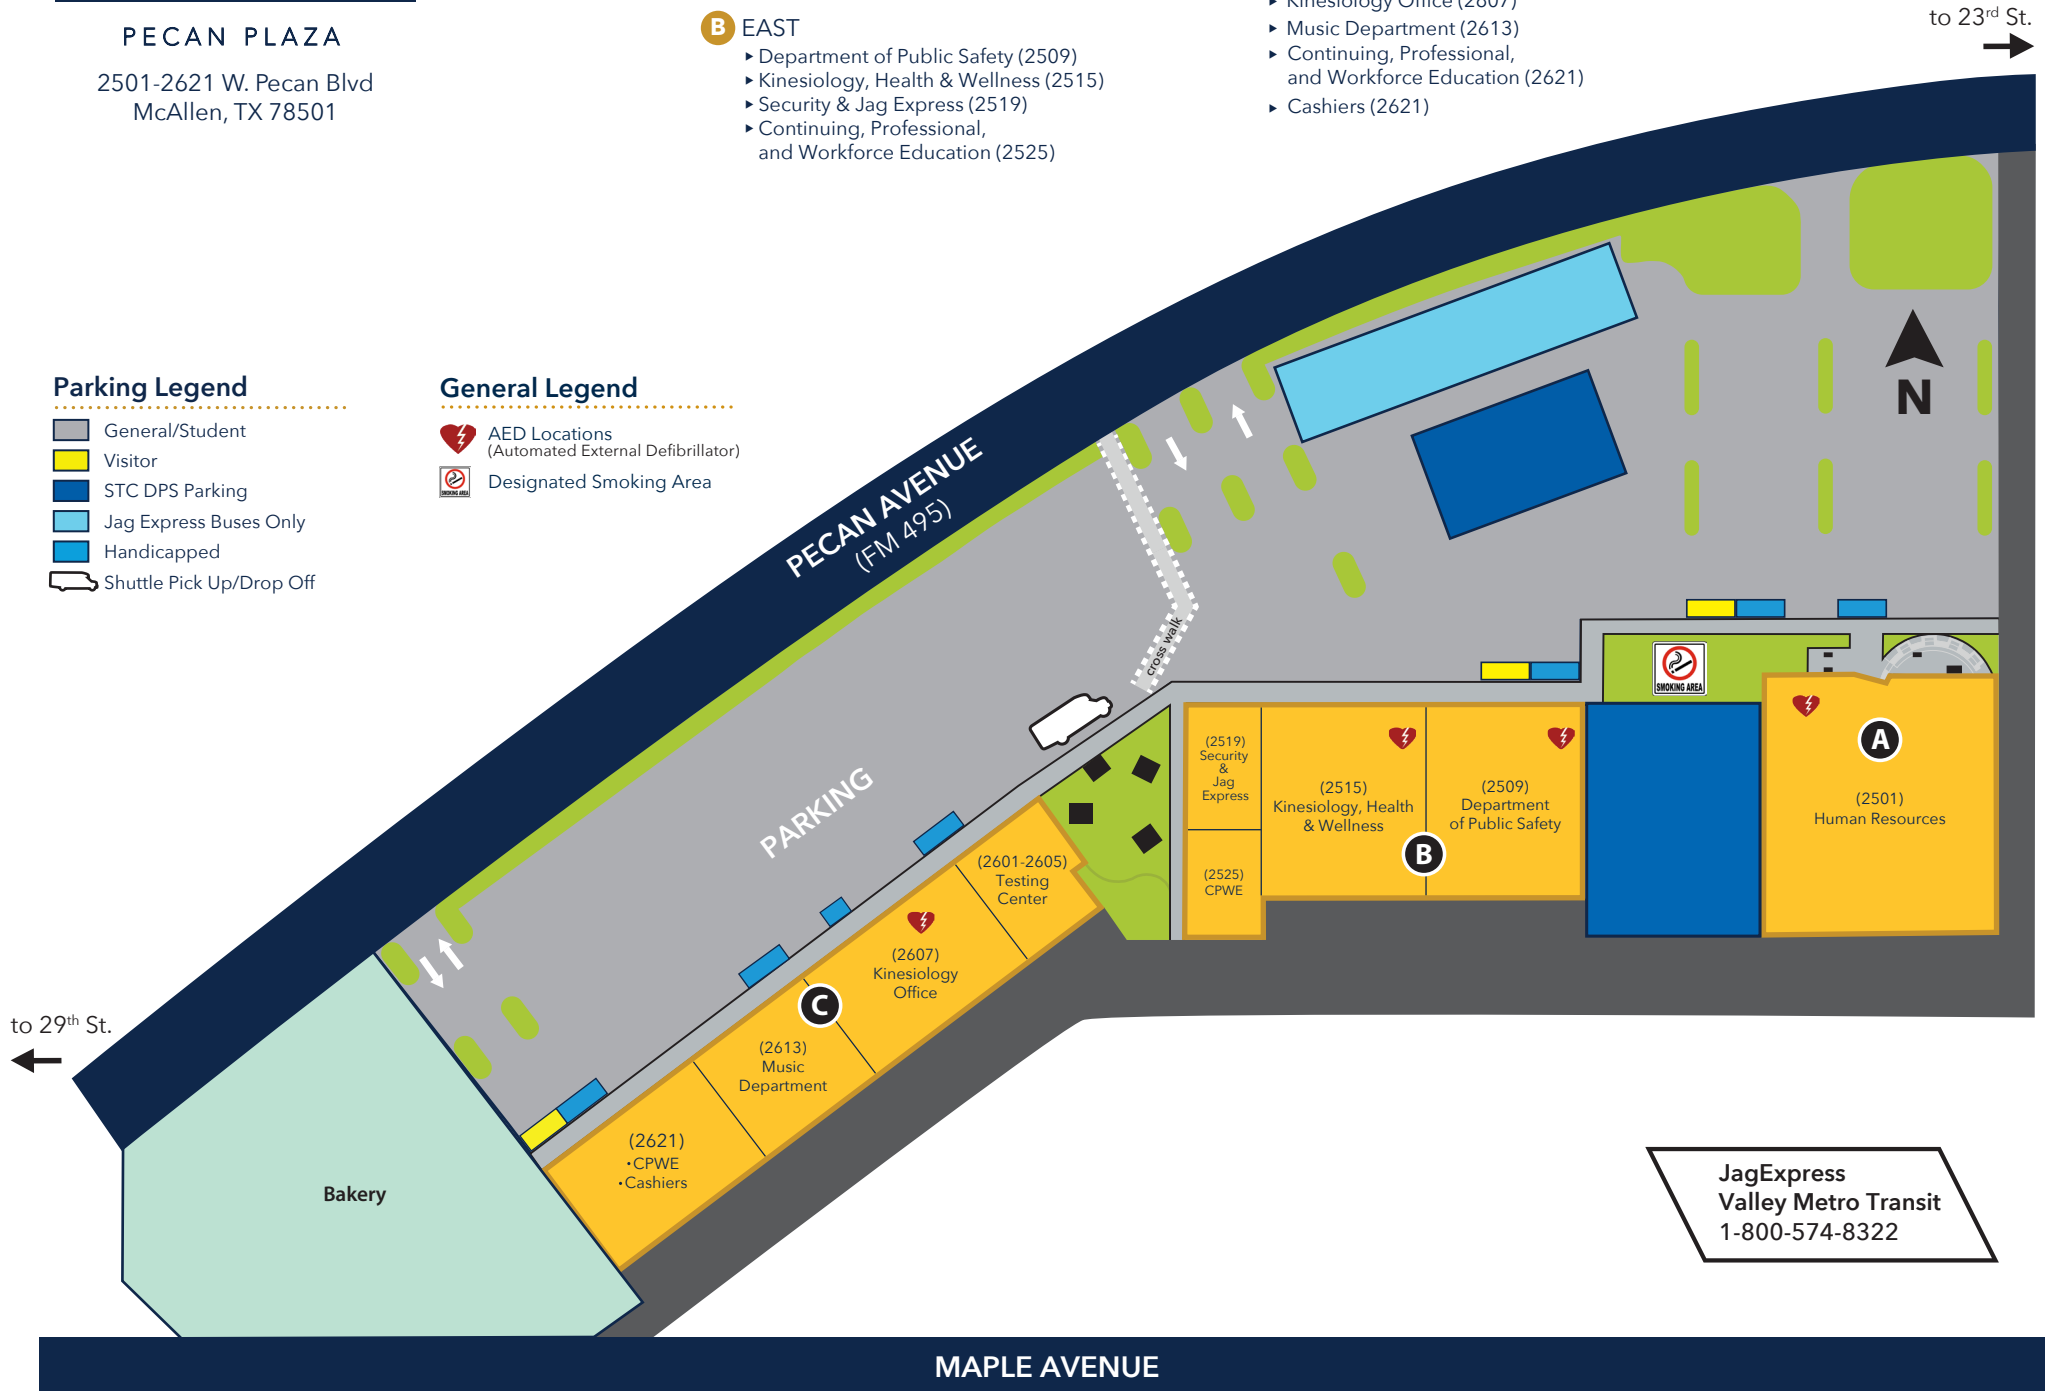 PECAN PLAZA
2501-2621 W. Pecan Blvd
McAllen, TX 78501
B EAST
▸ Department of Public Safety (2509)
▸ Kinesiology, Health & Wellness (2515)
▸ Security & Jag Express (2519)
▸ Continuing, Professional,
and Workforce Education (2525)
▸ Kinesiology Office (2607)
▸ Music Department (2613)
▸ Continuing, Professional,
and Workforce Education (2621)
▸ Cashiers (2621)
to 23rd St.
Parking Legend
General/Student
Visitor
STC DPS Parking
Jag Express Buses Only
Handicapped
Shuttle Pick Up/Drop Off
General Legend
AED Locations
(Automated External Defibrillator)
SMOKING AREA
Designated Smoking Area
PECAN AVENUE
(FM 495)
N
cross walk
SMOKING AREA
PARKING
A
(2501)
Human Resources
(2519)
Security
&
Jag
Express
(2515)
Kinesiology, Health
& Wellness
(2509)
Department
of Public Safety
B
(2525)
CPWE
(2601-2605)
Testing
Center
(2607)
Kinesiology
Office
C
(2613)
Music
Department
(2621)
•CPWE
•Cashiers
to 29th St.
Bakery
JagExpress
Valley Metro Transit
1-800-574-8322
MAPLE AVENUE